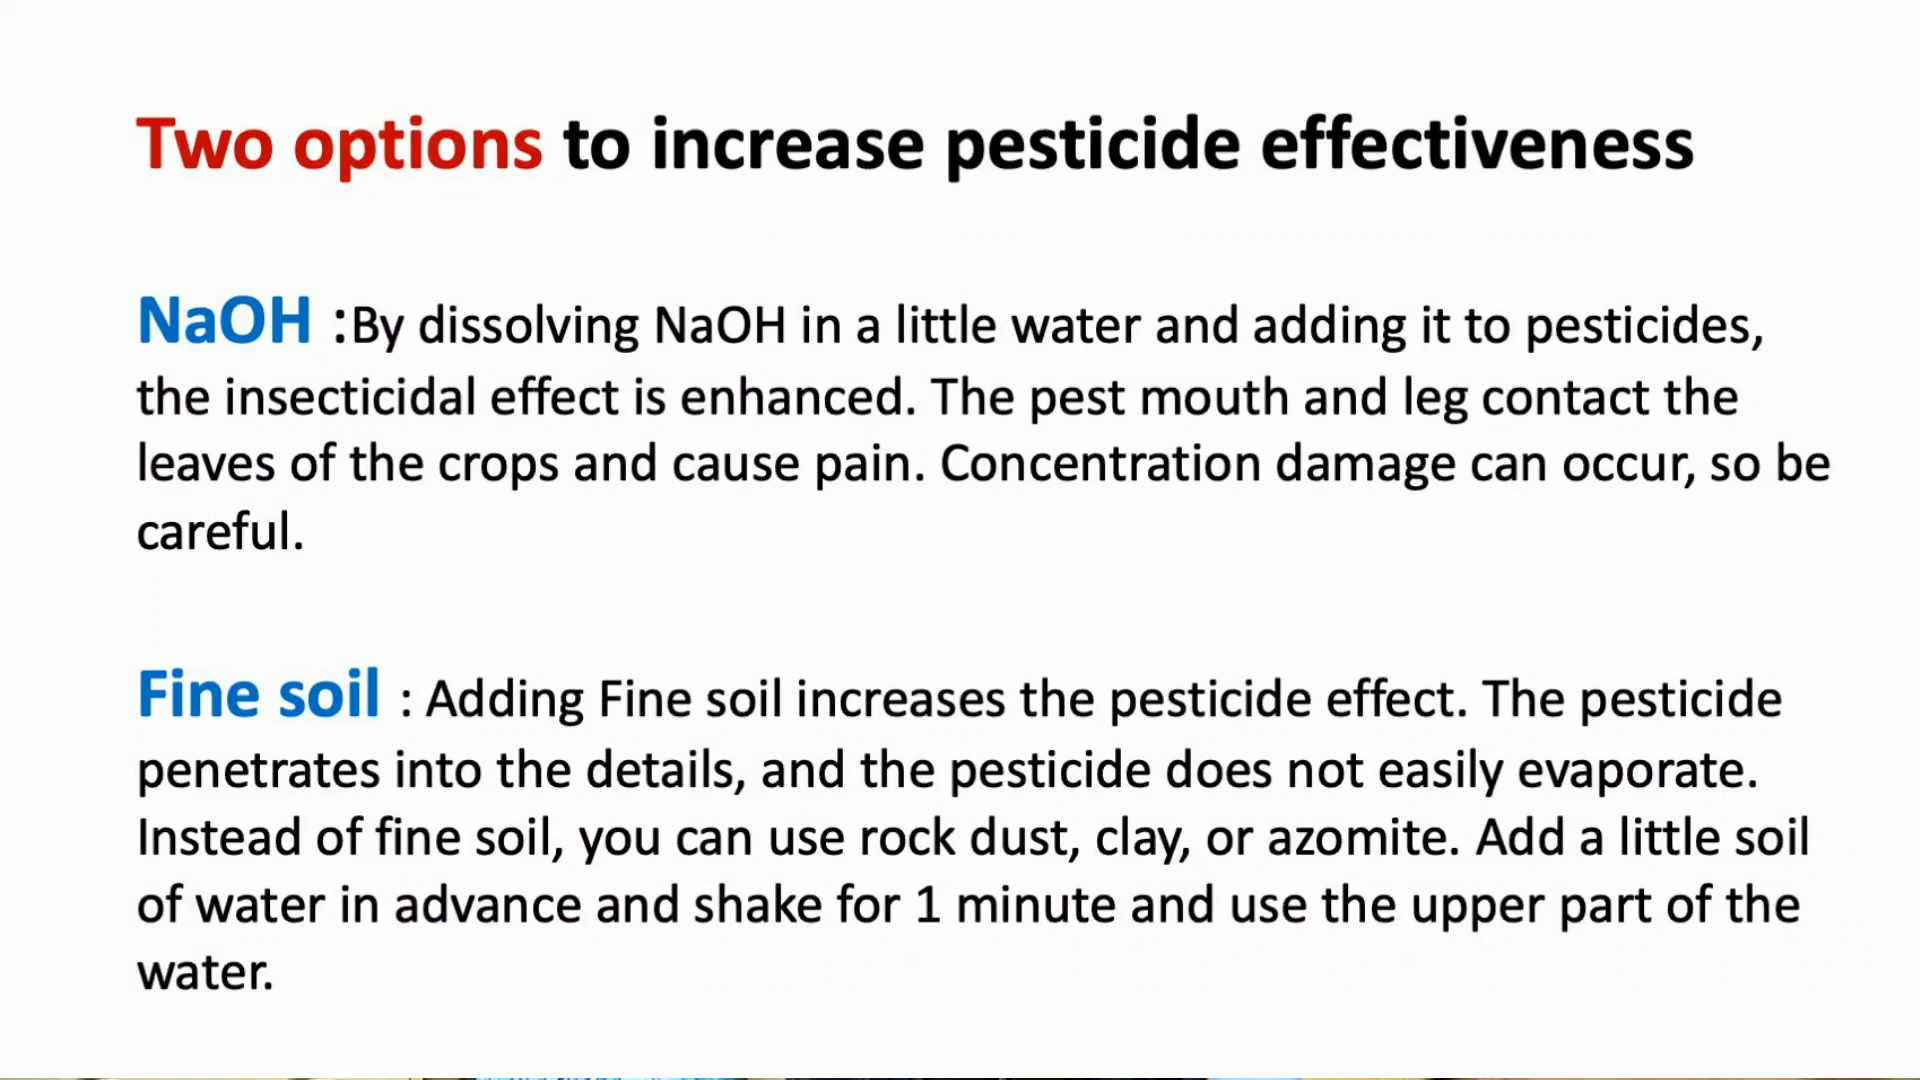 Two options to increase pesticide effectiveness
NaOH :By dissolving NaOH in a little water and adding it to pesticides,
the insecticidal effect is enhanced. The pest mouth and leg contact the
leaves of the crops and cause pain. Concentration damage can occur, so be
careful.
Fine soil : Adding Fine soil increases the pesticide effect. The pesticide
penetrates into the details, and the pesticide does not easily evaporate.
Instead of fine soil, you can use rock dust, clay, or azomite. Add a little soil
of water in advance and shake for 1 minute and use the upper part of the
water.